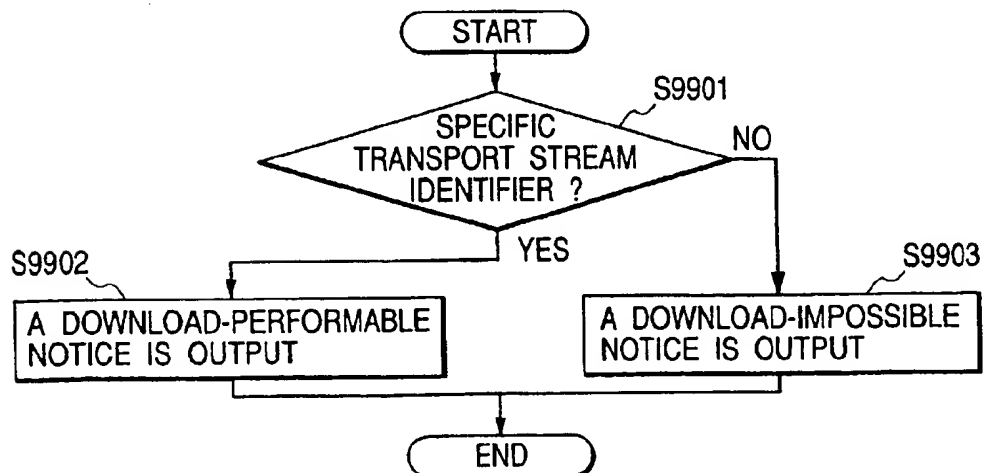 START
S9901
SPECIFIC
TRANSPORT STREAM
IDENTIFIER ?
NO
YES
S9902
A DOWNLOAD-PERFORMABLE
NOTICE IS OUTPUT
S9903
A DOWNLOAD-IMPOSSIBLE
NOTICE IS OUTPUT
END